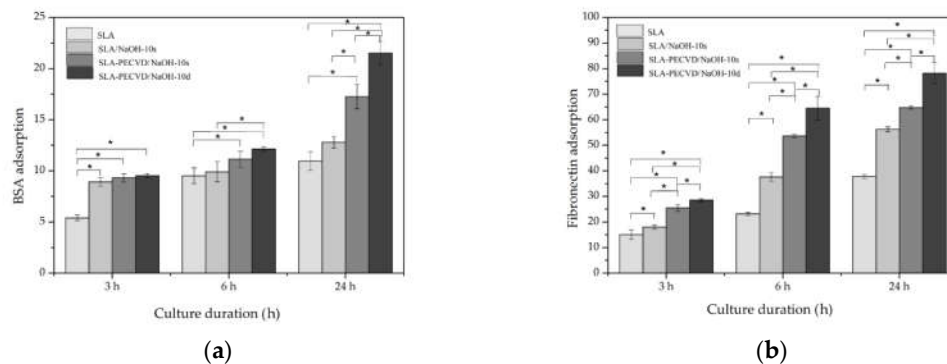 25
20
15
10
5
0
BSA adsorption
SLA
SLA/NaOH-10s
SLA-PECVD/NaOH-10s
SLA-PECVD/NaOH-10d
* * * * * * * * * * *
3 h 6 h 24 h
Culture duration (h)
(a)
100
90
80
70
60
50
40
30
20
10
0
Fibronectin adsorption
SLA
SLA/NaOH-10s
SLA-PECVD/NaOH-10s
SLA-PECVD/NaOH-10d
* * * * * * * * * * * * * * * * * *
3 h 6 h 24 h
Culture duration (h)
(b)